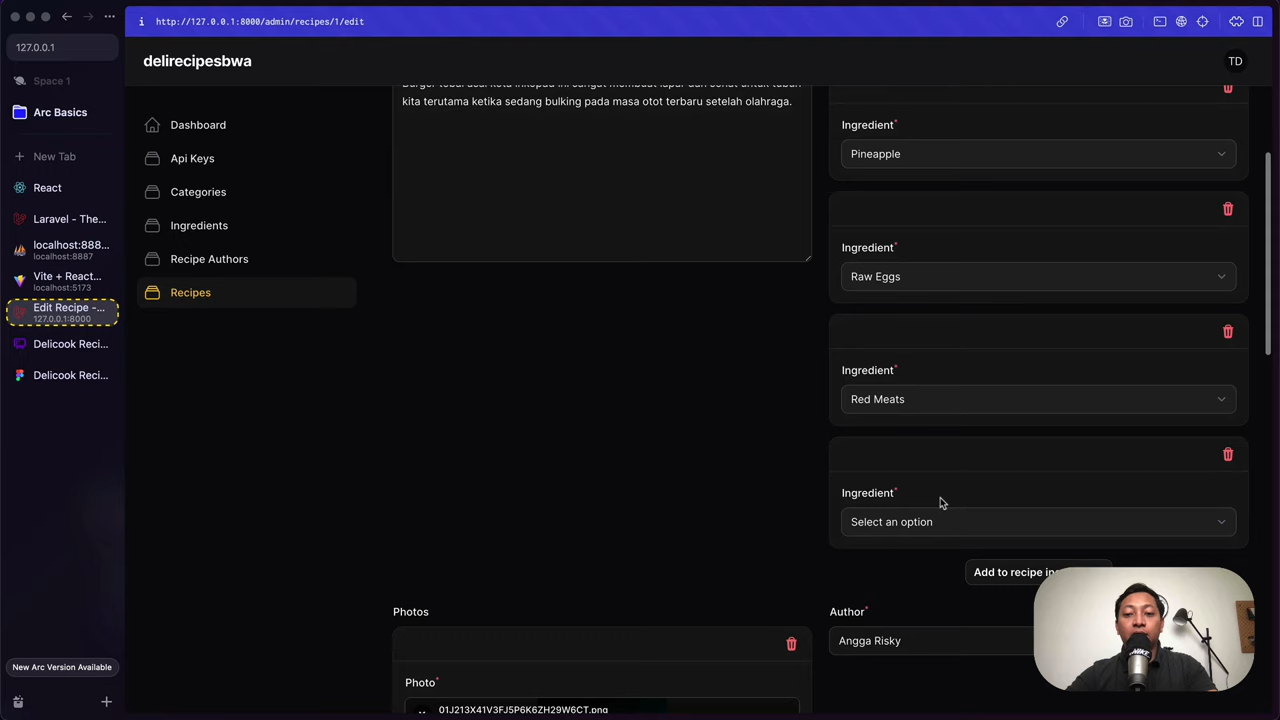 http://127.0.0.1:8000/admin/recipes/1/edit
127.0.0.1
Space 1
Arc Basics
New Tab
React
Laravel - The...
localhost:888...
localhost:8887
Vite + React...
localhost:5173
Edit Recipe -...
127.0.0.1:8000
Delicook Reci...
Delicook Reci...
New Arc Version Available
delirecipesbwa
TD
Dashboard
Api Keys
Categories
Ingredients
Recipe Authors
Recipes
kita terutama ketika sedang bulking pada masa otot terbaru setelah olahraga.
Ingredient*
Pineapple
Ingredient*
Raw Eggs
Ingredient*
Red Meats
Ingredient*
Select an option
Add to recipe
Photos
Photo*
01J213X41V3FJ5P6K6ZH29W6CT.png
Author*
Angga Risky
NIKE